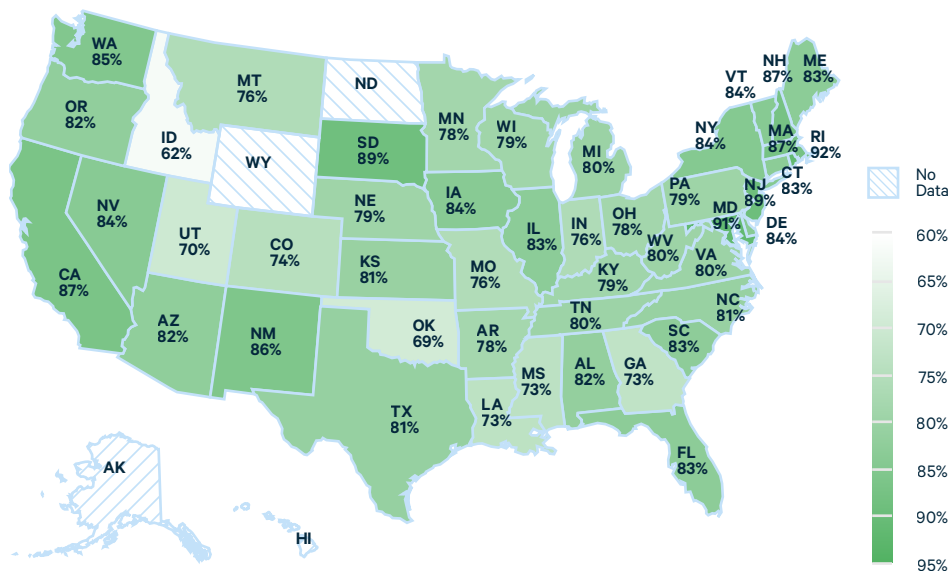 WA
85%
OR
82%
ID
62%
MT
76%
ND
WY
SD
89%
NE
79%
MN
78%
WI
79%
MI
80%
IA
84%
NV
84%
UT
70%
CO
74%
KS
81%
MO
76%
IL
83%
IN
76%
OH
78%
PA
79%
NY
84%
VT
84%
NH
87%
ME
83%
MA
87%
RI
92%
CT
83%
NJ
89%
MD
91%
DE
84%
WV
80%
VA
80%
KY
79%
NC
81%
TN
80%
SC
83%
CA
87%
AZ
82%
NM
86%
OK
69%
AR
78%
MS
73%
AL
82%
GA
73%
LA
73%
TX
81%
FL
83%
AK
HI
No
Data
60%
65%
70%
75%
80%
85%
90%
95%